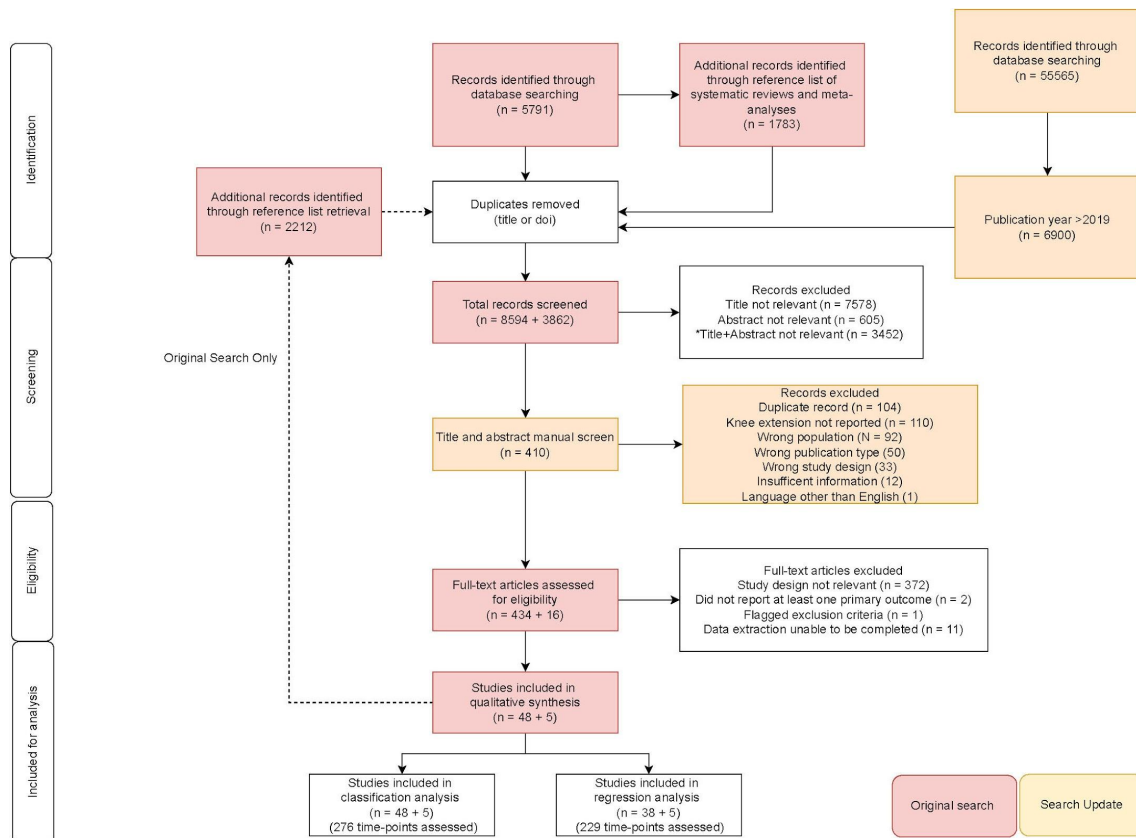 Identification
Records identified through
database searching
(n = 5791)
Additional records identified
through reference list of
systematic reviews and meta-
analyses
(n = 1783)
Records identified through
database searching
(n = 55565)
Additional records identified
through reference list retrieval
(n = 2212)
Duplicates removed
(title or doi)
Publication year >2019
(n = 6900)
Screening
Total records screened
(n = 8594 + 3862)
Records excluded
Title not relevant (n = 7578)
Abstract not relevant (n = 605)
*Title+Abstract not relevant (n = 3452)
Original Search Only
Title and abstract manual screen
(n = 410)
Records excluded
Duplicate record (n = 104)
Knee extension not reported (n = 110)
Wrong population (N = 92)
Wrong publication type (50)
Wrong study design (33)
Insufficent information (12)
Language other than English (1)
Eligibility
Full-text articles assessed
for eligibility
(n = 434 + 16)
Full-text articles excluded
Study design not relevant (n = 372)
Did not report at least one primary outcome (n = 2)
Flagged exclusion criteria (n = 1)
Data extraction unable to be completed (n = 11)
Included for analysis
Studies included in
qualitative synthesis
(n = 48 + 5)
Studies included in
classification analysis
(n = 48 + 5)
(276 time-points assessed)
Studies included in
regression analysis
(n = 38 + 5)
(229 time-points assessed)
Original search
Search Update